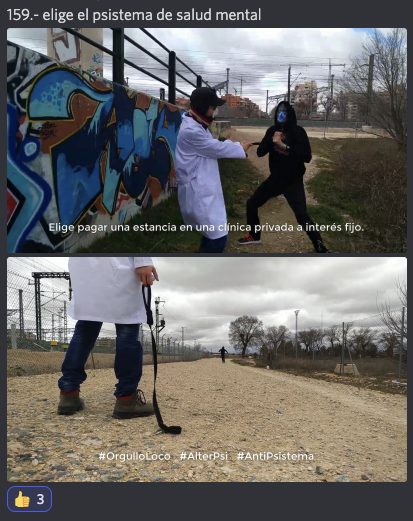 159.- elige el psistema de salud mental
Elige pagar una estancia en una clínica privada a interés fijo.
#OrgulloLoco #AlterPsi #AntiPsistema
👍 3